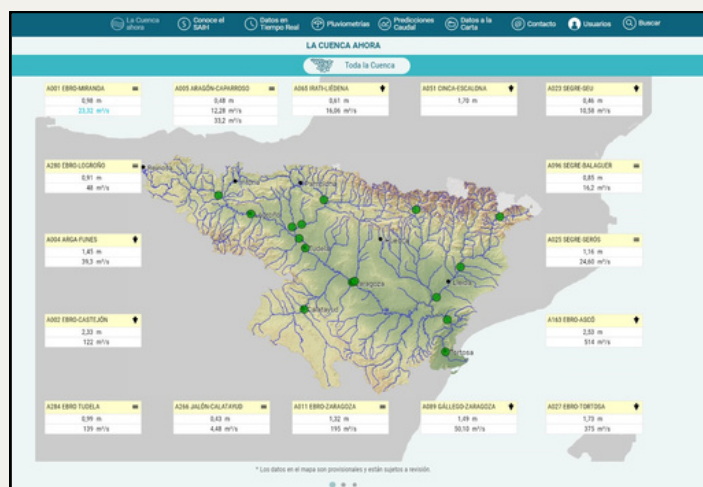 La Cuenca ahora
Conoce el SAIH
Datos en Tiempo Real
Pluviometrías
Predicciones Caudal
Datos a la Carta
Contacto
Usuarios
Buscar
LA CUENCA AHORA
Toda la Cuenca
A001 EBRO-MIRANDA
0,98 m
23,32 m³/s
A005 ARAGÓN-CAPARROSO
0,48 m
12,28 m³/s
33,2 m³/s
A065 IRATI-LIÉDENA
0,61 m
16,06 m³/s
A051 CINCA-ESCALONA
1,70 m
A023 SEGRE-SEU
0,46 m
10,58 m³/s
A280 EBRO-LOGROÑO
0,91 m
48 m³/s
A096 SEGRE-BALAGUER
0,85 m
16,2 m³/s
A004 ARGA-FUNES
1,45 m
39,3 m³/s
A025 SEGRE-SERÓS
1,16 m
24,60 m³/s
A002 EBRO-CASTEJÓN
2,33 m
122 m³/s
A163 EBRO-ASCÓ
2,53 m
514 m³/s
A284 EBRO TUDELA
0,99 m
139 m³/s
A266 JALÓN-CALATAYUD
0,43 m
4,48 m³/s
A011 EBRO-ZARAGOZA
1,32 m
195 m³/s
A089 GÁLLEGO-ZARAGOZA
1,49 m
50,10 m³/s
A027 EBRO-TORTOSA
1,73 m
375 m³/s
Reinosa
Pamplona
Zaragoza
Lleida
Calatayud
Tortosa
* Los datos en el mapa son provisionales y están sujetos a revisión.